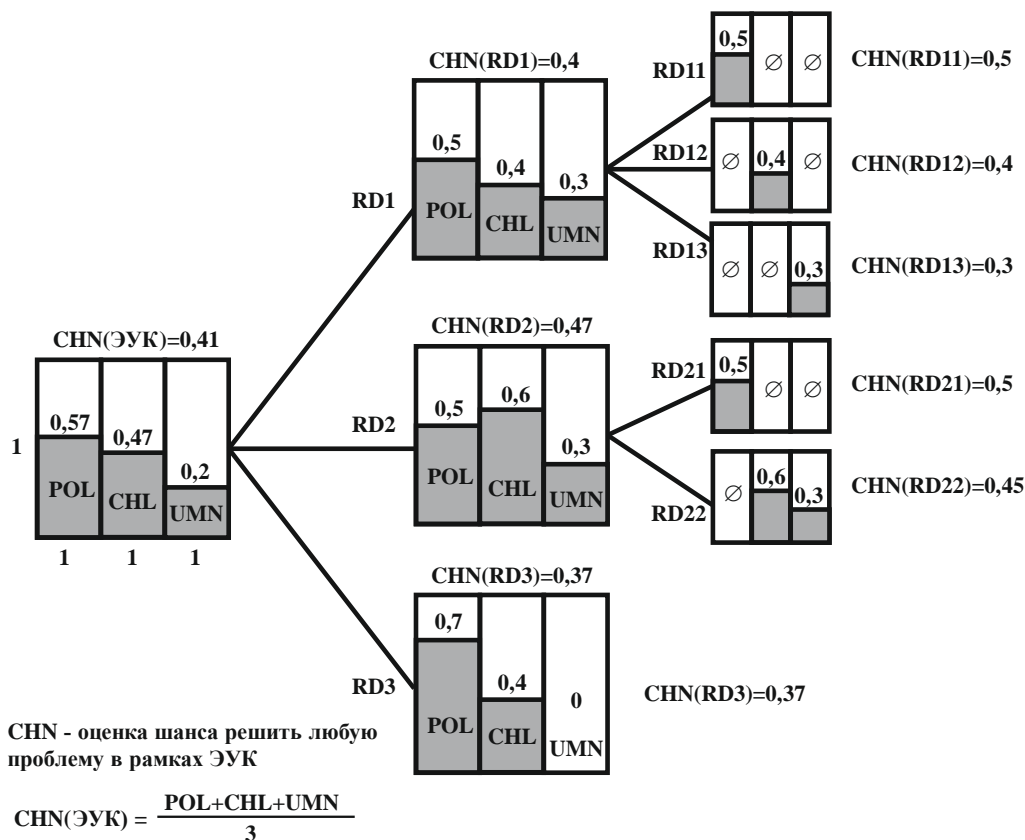 CHN(RD1)=0,4
0,5
0,4
0,3
POL
CHL
UMN
RD1
RD11
0,5
∅
∅
CHN(RD11)=0,5
RD12
∅
0,4
∅
CHN(RD12)=0,4
RD13
∅
∅
0,3
CHN(RD13)=0,3
CHN(ЭУК)=0,41
0,57
0,47
0,2
1
POL
CHL
UMN
1
1
1
CHN(RD2)=0,47
RD2
0,5
0,6
0,3
POL
CHL
UMN
RD21
0,5
∅
∅
CHN(RD21)=0,5
RD22
∅
0,6
0,3
CHN(RD22)=0,45
CHN(RD3)=0,37
RD3
0,7
0,4
0
POL
CHL
UMN
CHN(RD3)=0,37
CHN - оценка шанса решить любую
проблему в рамках ЭУК
CHN(ЭУК) =
POL+CHL+UMN
3